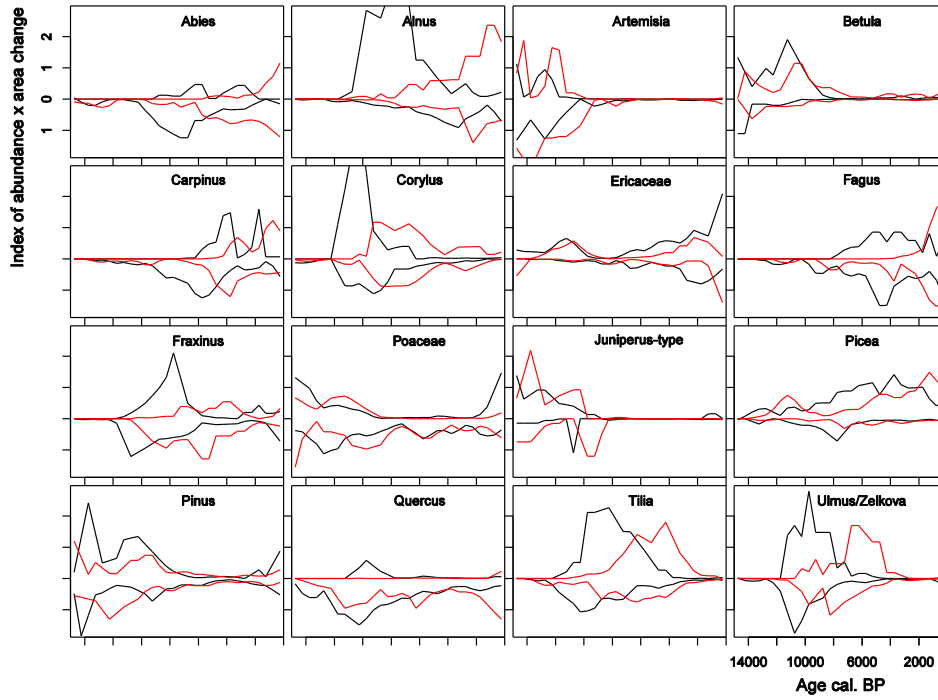 Abies
Alnus
Artemisia
Betula
Index of abundance x area change
2
1
0
1
Carpinus
Corylus
Ericaceae
Fagus
Fraxinus
Poaceae
Juniperus-type
Picea
Pinus
Quercus
Tilia
Ulmus/Zelkova
14000 10000 6000 2000
Age cal. BP